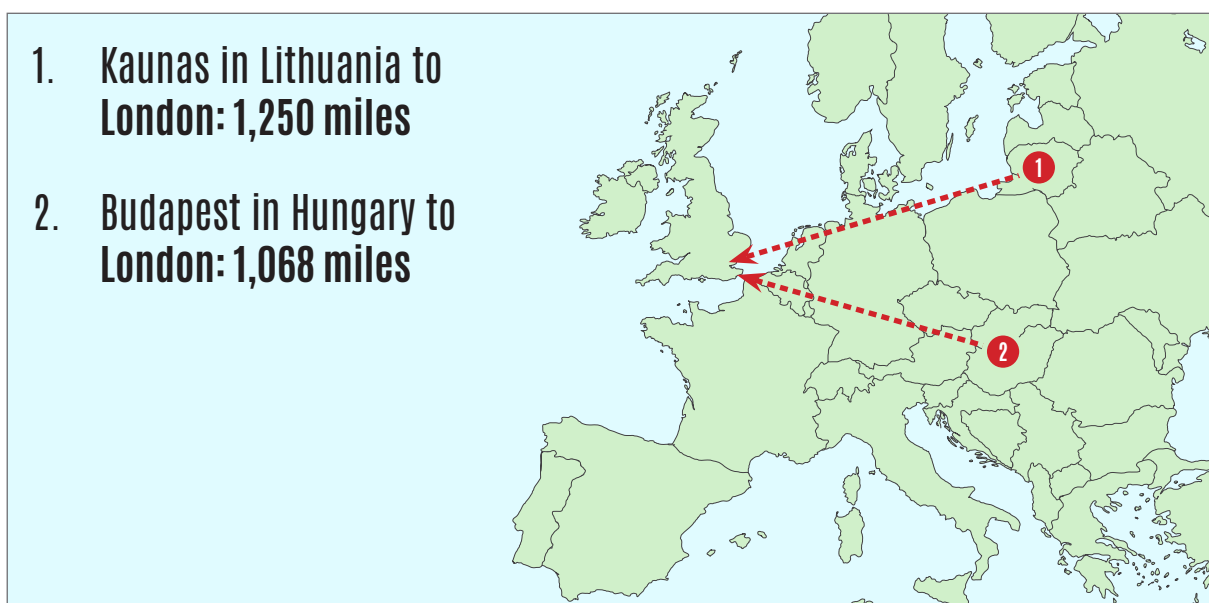 1. Kaunas in Lithuania to
London: 1,250 miles
2. Budapest in Hungary to
London: 1,068 miles
1
2